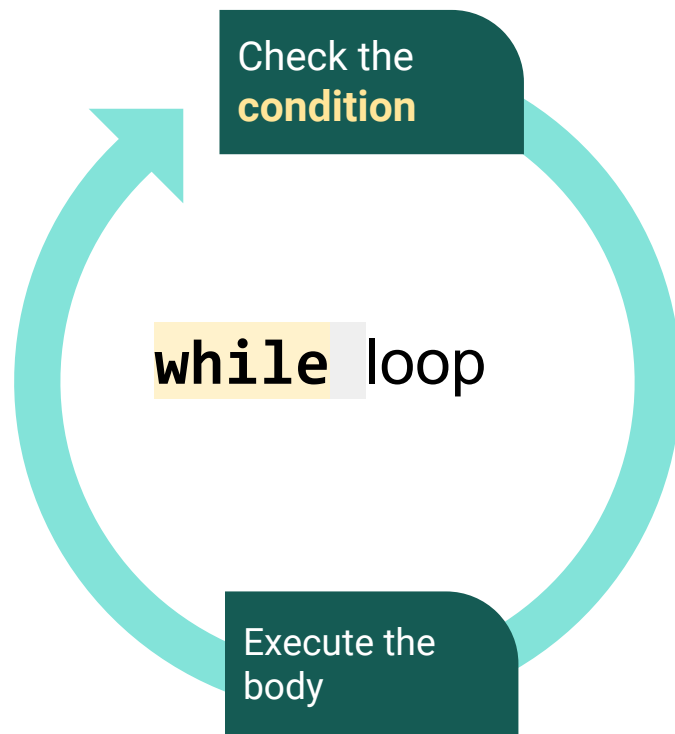 Check the
condition
while loop
Execute the
body